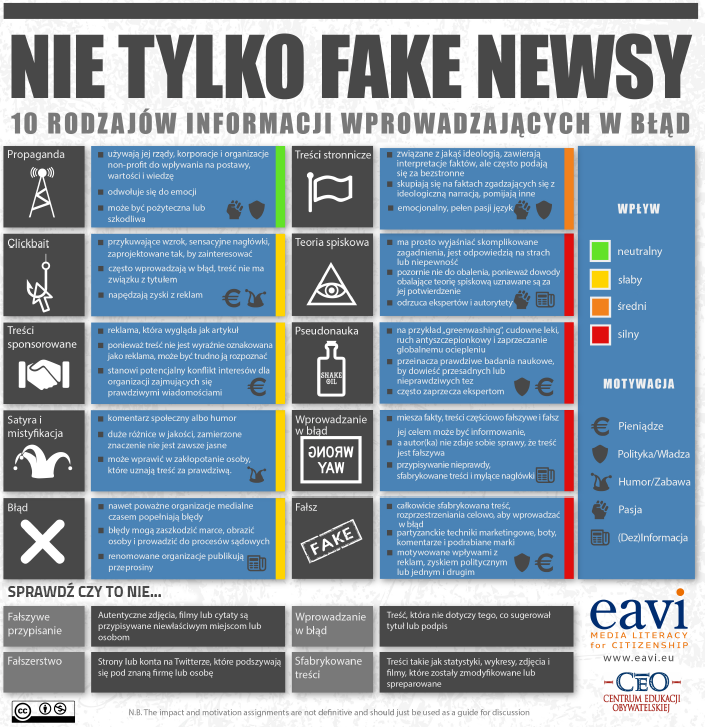 NIE TYLKO FAKE NEWSY
10 RODZAJÓW INFORMACJI WPROWADZAJĄCYCH W BŁĄD
Propaganda
używają jej rządy, korporacje i organizacje
non-profit do wpływania na postawy,
wartości i wiedzę
odwołuje się do emocji
może być pożyteczna lub
szkodliwa
Treści stronnicze
związane z jakąś ideologią, zawierają
interpretacje faktów, ale często podają
się za bezstronne
skupiają się na faktach zgadzających się z
ideologiczną narracją, pomijają inne
emocjonalny, pełen pasji język
Clickbait
przykuwające wzrok, sensacyjne nagłówki,
zaprojektowane tak, by zainteresować
często wprowadzają w błąd, treść nie ma
związku z tytułem
napędzają zyski z reklam
Teoria spiskowa
ma prosto wyjaśniać skomplikowane
zagadnienia, jest odpowiedzią na strach
lub niepewność
pozornie nie do obalenia, ponieważ dowody
obalające teorię spiskową uznawane są za
jej potwierdzenie
odrzuca ekspertów i autorytety
Treści
sponsorowane
reklama, która wygląda jak artykuł
ponieważ treść nie jest wyraźnie oznakowana
jako reklama, może być trudno ją rozpoznać
stanowi potencjalny konflikt interesów dla
organizacji zajmujących się
prawdziwymi wiadomościami
Pseudonauka
SNAKE
OIL
na przykład „greenwashing”, cudowne leki,
ruch antyszczepionkowy i zaprzeczanie
globalnemu ociepleniu
przeinacza prawdziwe badania naukowe,
by dowieść przesadnych lub
nieprawdziwych tez
często zaprzecza ekspertom
Satyra i
mistyfikacja
komentarz społeczny albo humor
duże różnice w jakości, zamierzone
znaczenie nie jest zawsze jasne
może wprawić w zakłopotanie osoby,
które uznają treść za prawdziwą.
Wprowadzanie
w błąd
WRONG
WAY
miesza fakty, treści częściowo fałszywe i fałsz
jej celem może być informowanie,
a autor(ka) nie zdaje sobie sprawy, że treść
jest fałszywa
przypisywanie nieprawdy,
sfabrykowane treści i mylące nagłówki
Błąd
nawet poważne organizacje medialne
czasem popełniają błędy
błędy mogą zaszkodzić marce, obrazić
osoby i prowadzić do procesów sądowych
renomowane organizacje publikują
przeprosiny
Fałsz
FAKE
całkowicie sfabrykowana treść,
rozprzestrzeniania celowo, aby wprowadzać
w błąd
partyzanckie techniki marketingowe, boty,
komentarze i podrabiane marki
motywowane wpływami z
reklam, zyskiem politycznym
lub jednym i drugim
WPŁYW
neutralny
słaby
średni
silny
MOTYWACJA
Pieniądze
Polityka/Władza
Humor/Zabawa
Pasja
(Dez)Informacja
SPRAWDŹ CZY TO NIE...
Fałszywe
przypisanie
Autentyczne zdjęcia, filmy lub cytaty są
przypisywane niewłaściwym miejscom lub
osobom
Wprowadzanie
w błąd
Treść, która nie dotyczy tego, co sugerował
tytuł lub podpis
Fałszerstwo
Strony lub konta na Twitterze, które podszywają
się pod znaną firmę lub osobę
Sfabrykowane
treści
Treści takie jak statystyki, wykresy, zdjęcia i
filmy, które zostały zmodyfikowane lub
spreparowane
eavi
MEDIA LITERACY
for CITIZENSHIP
www.eavi.eu
CEO
CENTRUM EDUKACJI
OBYWATELSKIEJ
cc
N.B. The impact and motivation assignments are not definitive and should just be used as a guide for discussion